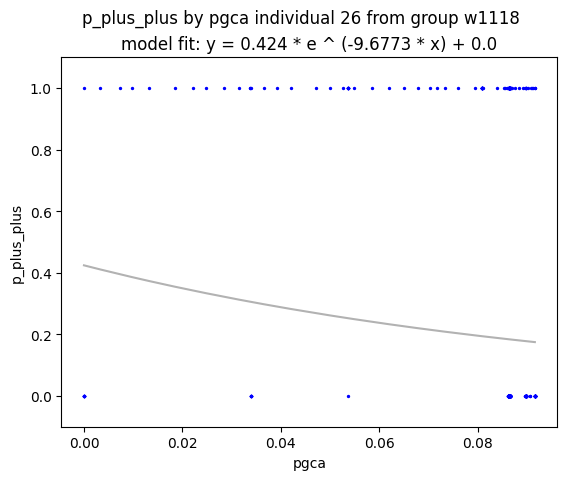 p_plus_plus by pgca individual 26 from group w1118
model fit: y = 0.424 * e ^ (-9.6773 * x) + 0.0
1.0
0.8
0.6
0.4
0.2
0.0
p_plus_plus
0.00 0.02 0.04 0.06 0.08
pgca